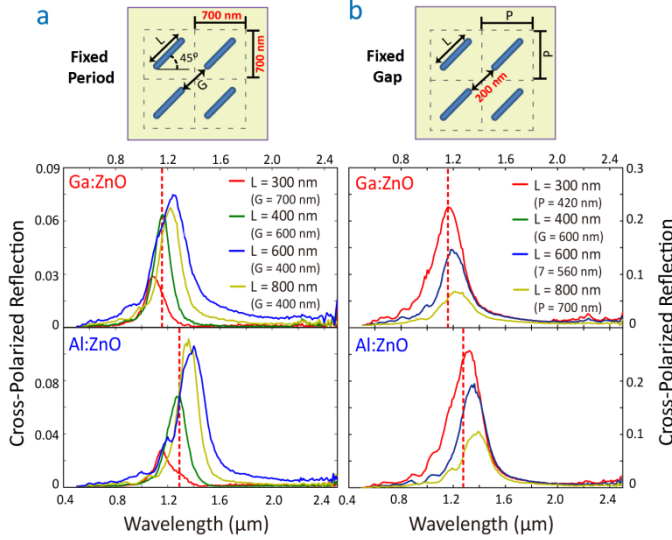 a
Fixed
Period
L
45°
G
700 nm
700 nm
b
Fixed
Gap
L
200 nm
P
P
0.8 1.2 1.6 2.0 2.4
0.8 1.2 1.6 2.0 2.4
Ga:ZnO
L = 300 nm
(G = 700 nm)
L = 400 nm
(G = 600 nm)
L = 600 nm
(G = 400 nm)
L = 800 nm
(G = 400 nm)
0.09
0.06
0.03
0
Ga:ZnO
L = 300 nm
(P = 420 nm)
L = 400 nm
(G = 600 nm)
L = 600 nm
(7 = 560 nm)
L = 800 nm
(P = 700 nm)
0.3
0.2
0.1
0
Al:ZnO
0.08
0.04
0
Al:ZnO
0.2
0.1
0
Cross-Polarized Reflection
Cross-Polarized Reflection
0.4 0.8 1.2 1.6 2.0 2.4
0.4 0.8 1.2 1.6 2.0 2.4
Wavelength (μm)
Wavelength (μm)